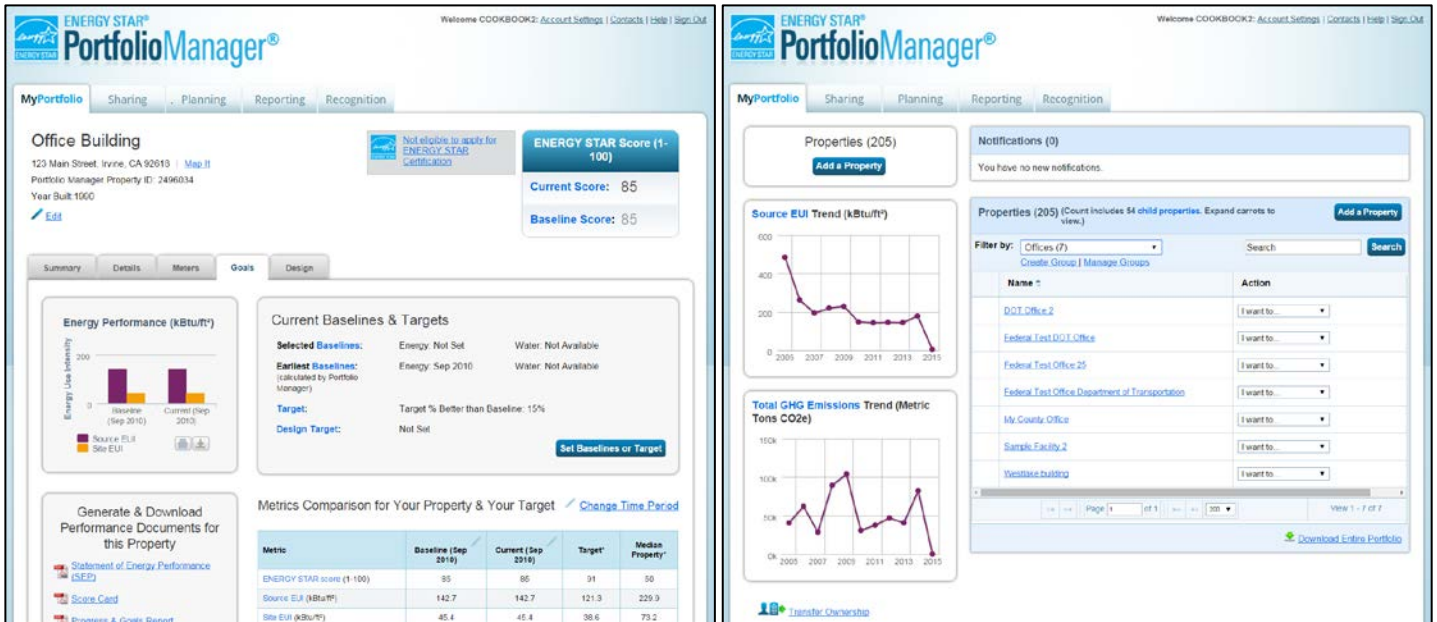 ENERGY STAR®
PortfolioManager®
ENERGY STAR
Welcome COOKBOOK2: Account Settings | Contacts | Help | Sign Out
MyPortfolio
Sharing
Planning
Reporting
Recognition
Office Building
123 Main Street, Irvine, CA 92618 | Map It
Portfolio Manager Property ID: 2496034
Year Built:1990
Edit
Not eligible to apply for
ENERGY STAR
Certification
ENERGY STAR Score (1-
100)
Current Score: 85
Baseline Score: 85
Summary
Details
Meters
Goals
Design
Energy Performance (kBtu/ft²)
Energy Use Intensity
200
0
Baseline
(Sep 2010)
Current (Sep
2010)
Source EUI
Site EUI
Current Baselines & Targets
Selected Baselines: Energy: Not Set Water: Not Available
Earliest Baselines: Energy: Sep 2010 Water: Not Available
(calculated by Portfolio
Manager)
Target: Target % Better than Baseline: 15%
Design Target: Not Set
Set Baselines or Target
Generate & Download
Performance Documents for
this Property
Statement of Energy Performance
(SEP)
Score Card
Progress & Goals Report
Metrics Comparison for Your Property & Your Target Change Time Period
Metric
Baseline (Sep
2010)
Current (Sep
2010)
Target*
Median
Property*
ENERGY STAR score (1-100) 85 85 91 50
Source EUI (kBtu/ft²) 142.7 142.7 121.3 229.9
Site EUI (kBtu/ft²) 45.4 45.4 38.6 73.2
ENERGY STAR®
PortfolioManager®
ENERGY STAR
Welcome COOKBOOK2: Account Settings | Contacts | Help | Sign Out
MyPortfolio
Sharing
Planning
Reporting
Recognition
Properties (205)
Add a Property
Source EUI Trend (kBtu/ft²)
600
400
200
0
2005 2007 2009 2011 2013 2015
Total GHG Emissions Trend (Metric
Tons CO2e)
150k
100k
50k
0k
2005 2007 2009 2011 2013 2015
Transfer Ownership
Notifications (0)
You have no new notifications.
Properties (205) (Count includes 54 child properties. Expand carrots to
view.)
Add a Property
Filter by: Offices (7)
Search
Search
Create Group | Manage Groups
Name
Action
DOT Office 2 I want to...
Federal Test DOT Office I want to...
Federal Test Office 25 I want to...
Federal Test Office Department of Transportation I want to...
My County Office I want to...
Sample Facility 2 I want to...
Westlake building I want to...
Page 1 of 1 200 View 1 - 7 of 7
Download Entire Portfolio